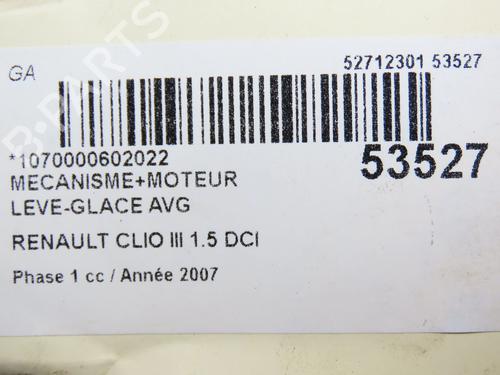 GA
52712301 53527
*1070000602022
53527
MECANISME+MOTEUR
LEVE-GLACE AVG
RENAULT CLIO III 1.5 DCI
Phase 1 cc / Année 2007
B-PARTS